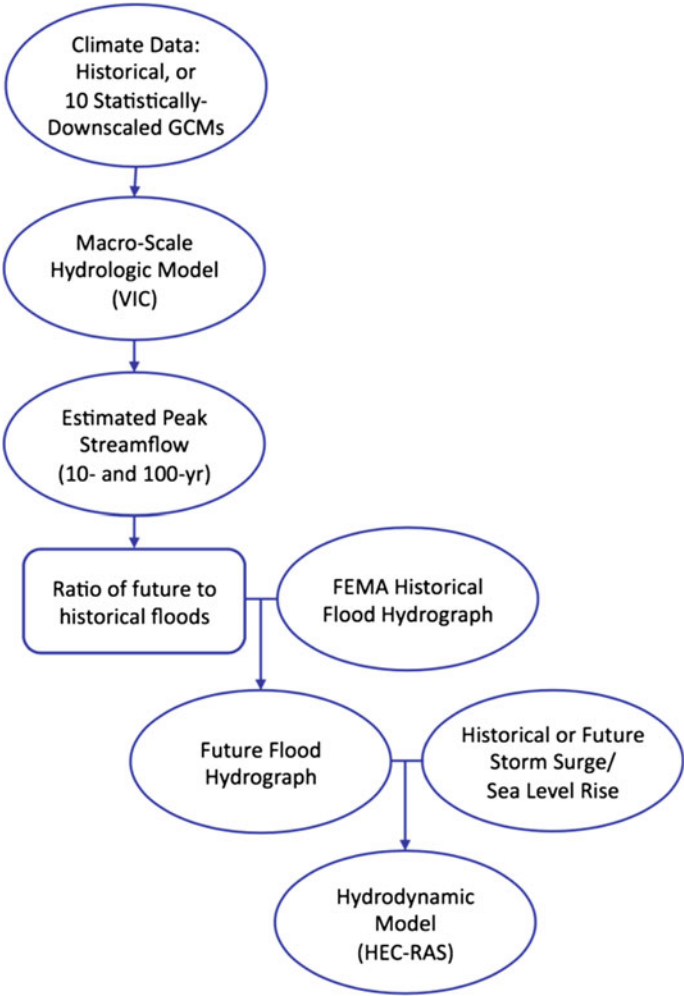 Climate Data:
Historical, or
10 Statistically-
Downscaled GCMs
Macro-Scale
Hydrologic Model
(VIC)
Estimated Peak
Streamflow
(10- and 100-yr)
Ratio of future to
historical floods
FEMA Historical
Flood Hydrograph
Future Flood
Hydrograph
Historical or Future
Storm Surge/
Sea Level Rise
Hydrodynamic
Model
(HEC-RAS)